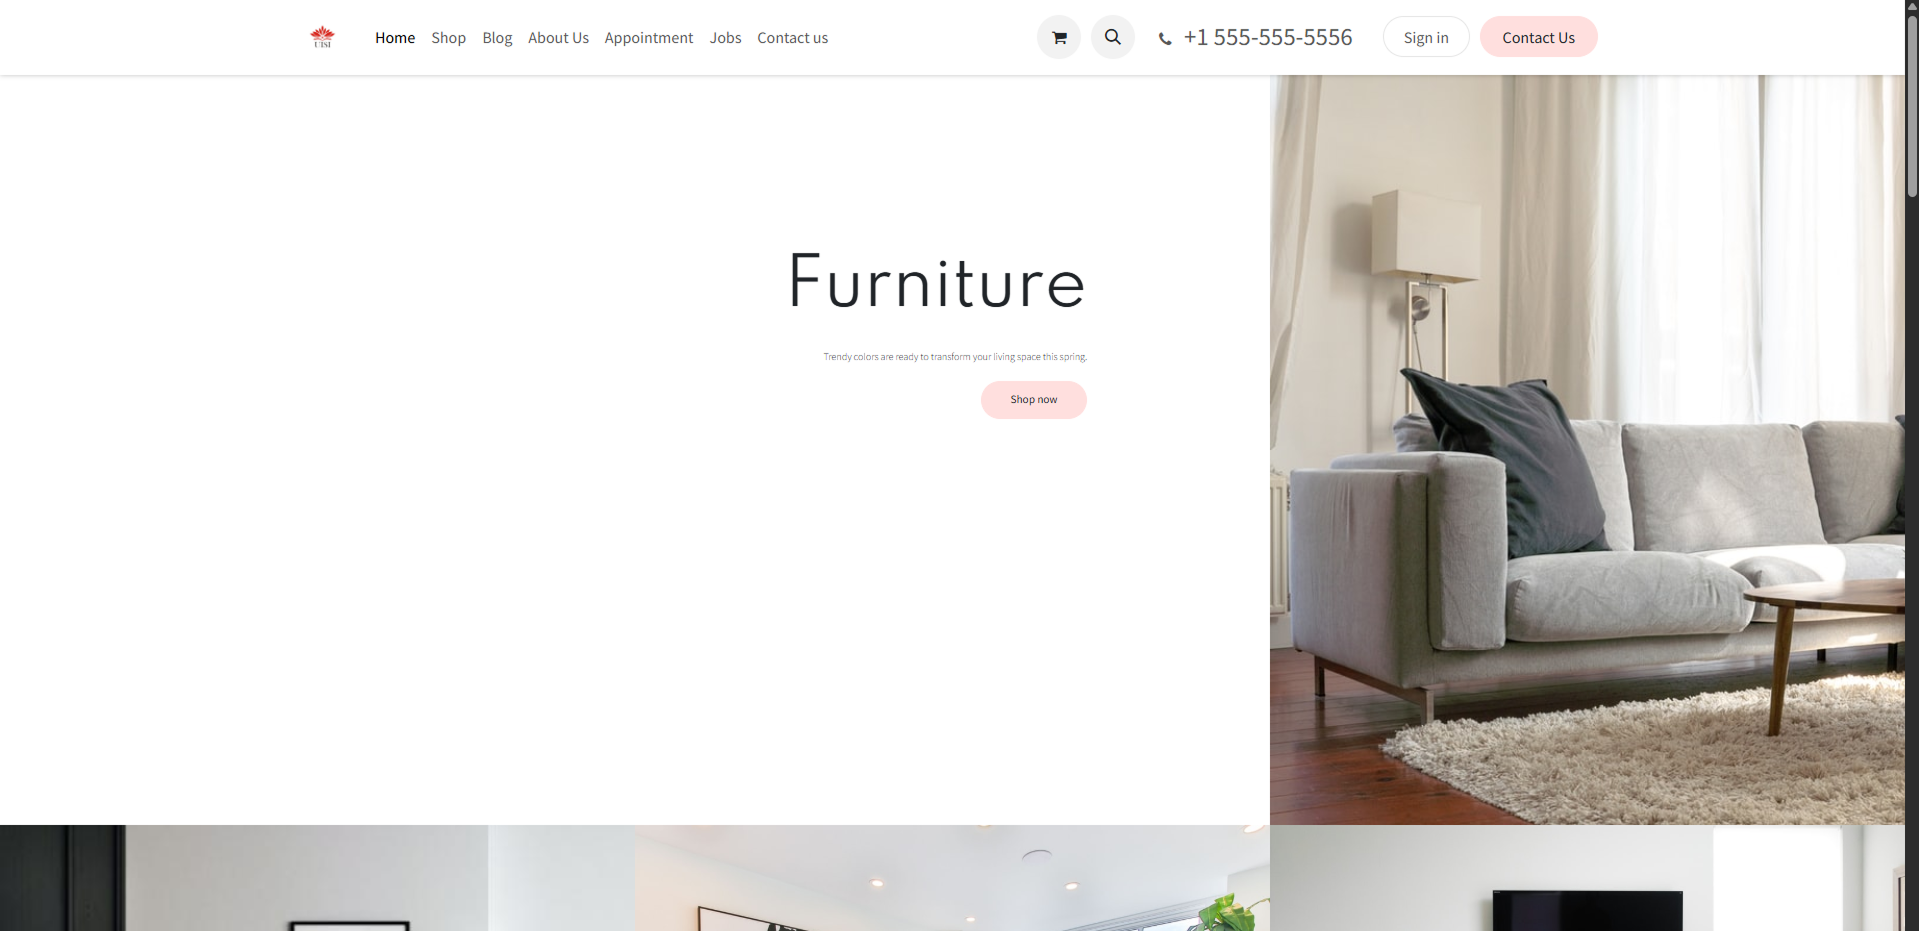 UISI
Home Shop Blog About Us Appointment Jobs Contact us
+1 555-555-5556 Sign in Contact Us
Furniture
Trendy colors are ready to transform your living space this spring.
Shop now